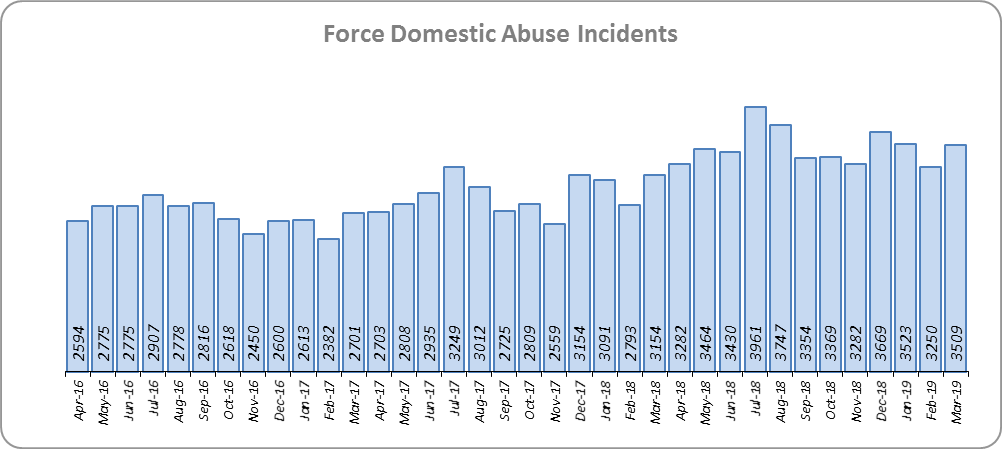 Force Domestic Abuse Incidents
2594
2775
2775
2907
2778
2816
2618
2450
2600
2613
2382
2701
2703
2808
2935
3249
3012
2725
2809
2559
3154
3091
2793
3154
3282
3464
3430
3961
3747
3354
3369
3282
3669
3523
3250
3509
Apr-16
May-16
Jun-16
Jul-16
Aug-16
Sep-16
Oct-16
Nov-16
Dec-16
Jan-17
Feb-17
Mar-17
Apr-17
May-17
Jun-17
Jul-17
Aug-17
Sep-17
Oct-17
Nov-17
Dec-17
Jan-18
Feb-18
Mar-18
Apr-18
May-18
Jun-18
Jul-18
Aug-18
Sep-18
Oct-18
Nov-18
Dec-18
Jan-19
Feb-19
Mar-19